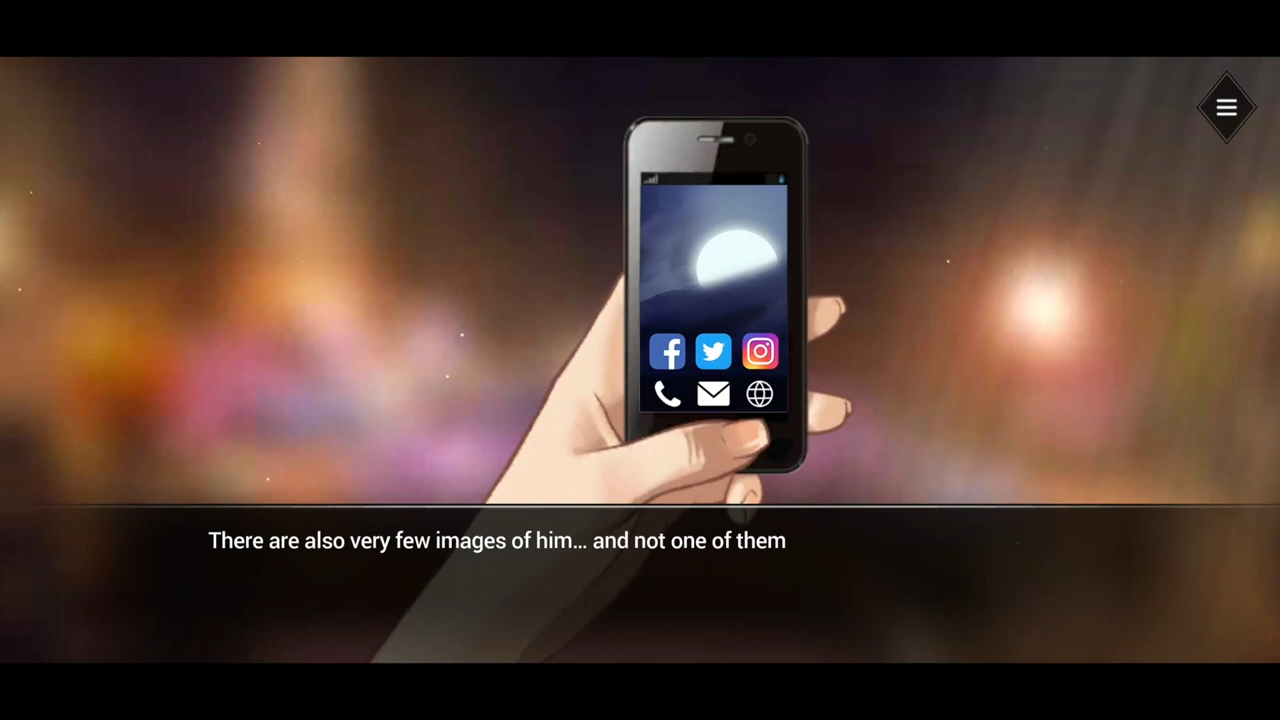 There are also very few images of him... and not one of them